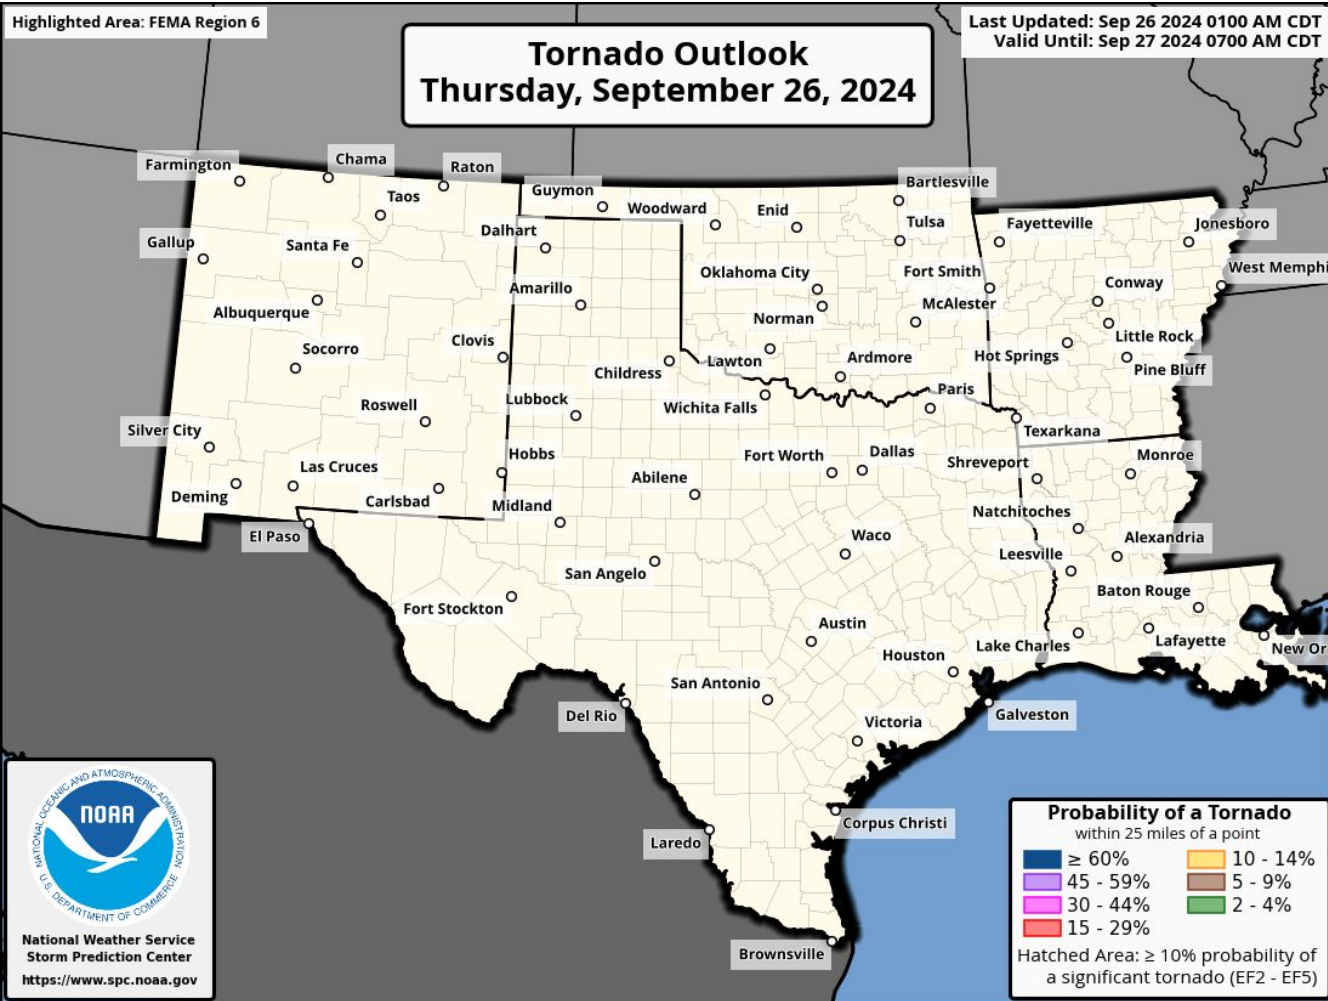 Highlighted Area: FEMA Region 6
Last Updated: Sep 26 2024 0100 AM CDT
Valid Until: Sep 27 2024 0700 AM CDT
Tornado Outlook
Thursday, September 26, 2024
Farmington
Chama
Raton
Taos
Guymon
Woodward
Enid
Bartlesville
Tulsa
Fayetteville
Jonesboro
Gallup
Santa Fe
Dalhart
Oklahoma City
Fort Smith
West Memphi
Amarillo
Conway
Albuquerque
Norman
McAlester
Socorro
Clovis
Lawton
Ardmore
Hot Springs
Little Rock
Pine Bluff
Childress
Roswell
Lubbock
Wichita Falls
Paris
Silver City
Texarkana
Las Cruces
Hobbs
Fort Worth
Dallas
Shreveport
Monroe
Deming
Carlsbad
Midland
Abilene
Natchitoches
El Paso
Waco
Leesville
Alexandria
San Angelo
Baton Rouge
Fort Stockton
Austin
Lake Charles
Lafayette
New Or
Houston
San Antonio
Del Rio
Victoria
Galveston
Corpus Christi
Laredo
Brownsville
NATIONAL OCEANIC AND ATMOSPHERIC ADMINISTRATION
NOAA
U.S. DEPARTMENT OF COMMERCE
National Weather Service
Storm Prediction Center
https://www.spc.noaa.gov
Probability of a Tornado
within 25 miles of a point
≥ 60%
45 - 59%
30 - 44%
15 - 29%
10 - 14%
5 - 9%
2 - 4%
Hatched Area: ≥ 10% probability of
a significant tornado (EF2 - EF5)